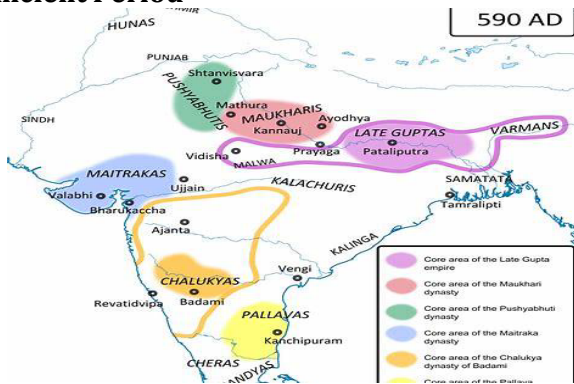 590 AD
HUNAS
PUNJAB
Shtanvisvara
PUSHYABHUTIS
Mathura
MAUKHARIS
Kannauj
Ayodhya
SINDH
LATE GUPTAS
VARMANS
Vidisha
MALWA
Prayaga
Pataliputra
MAITRAKAS
Valabhi
Ujjain
KALACHURIS
SAMATATA
Tamralipti
Bharukaccha
Ajanta
KALINGA
Vengi
CHALUKYAS
Badami
Revatidvipa
PALLAVAS
Kanchipuram
CHERAS
Core area of the Late Gupta
empire
Core area of the Maukhari
dynasty
Core area of the Pushyabhuti
dynasty
Core area of the Maitraka
dynasty
Core area of the Chalukya
dynasty of Badami